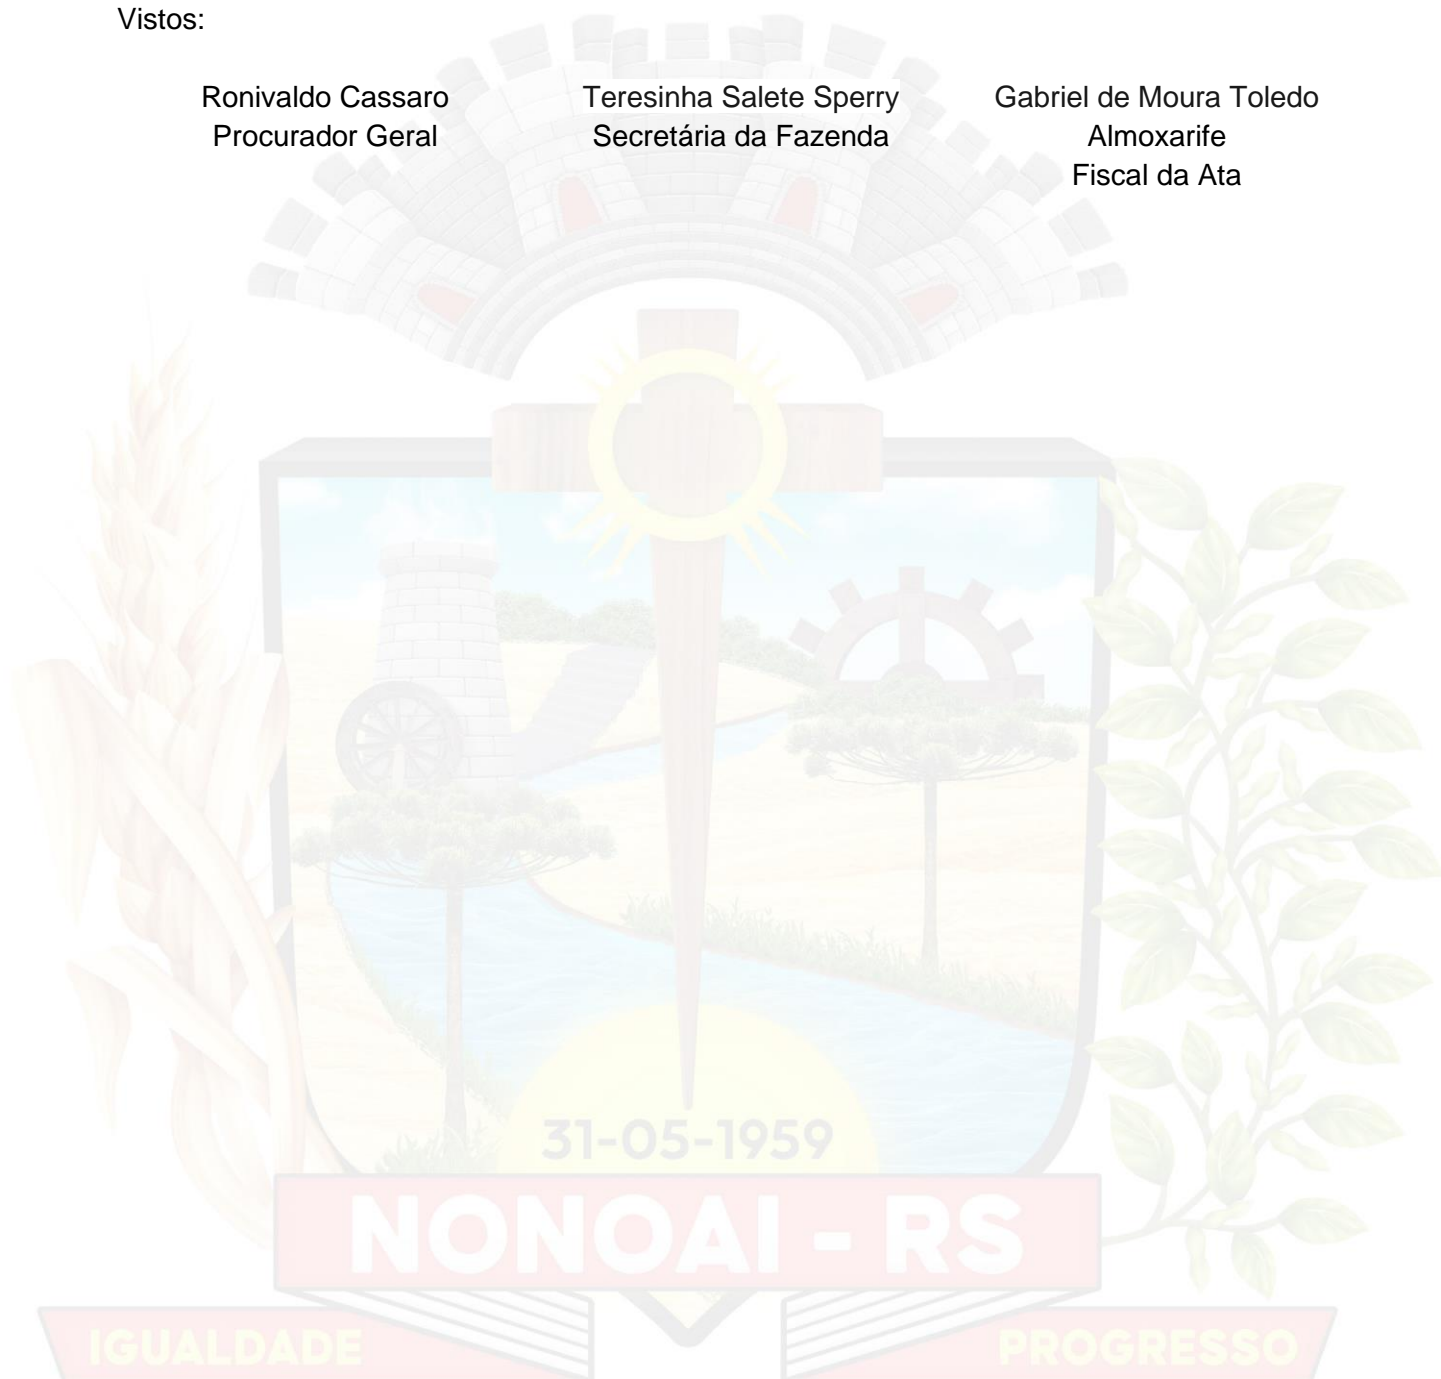 Vistos:
Ronivaldo Cassaro Teresinha Salete Sperry Gabriel de Moura Toledo
Procurador Geral Secretária da Fazenda Almoxarife
Fiscal da Ata
31-05-1959
NONOAI - RS
IGUALDADE PROGRESSO